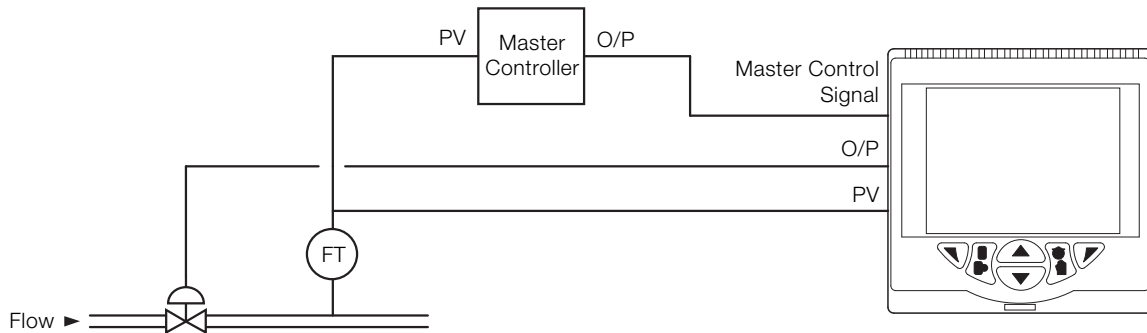 PV
Master
Controller
O/P
Master Control
Signal
O/P
PV
FT
Flow ►